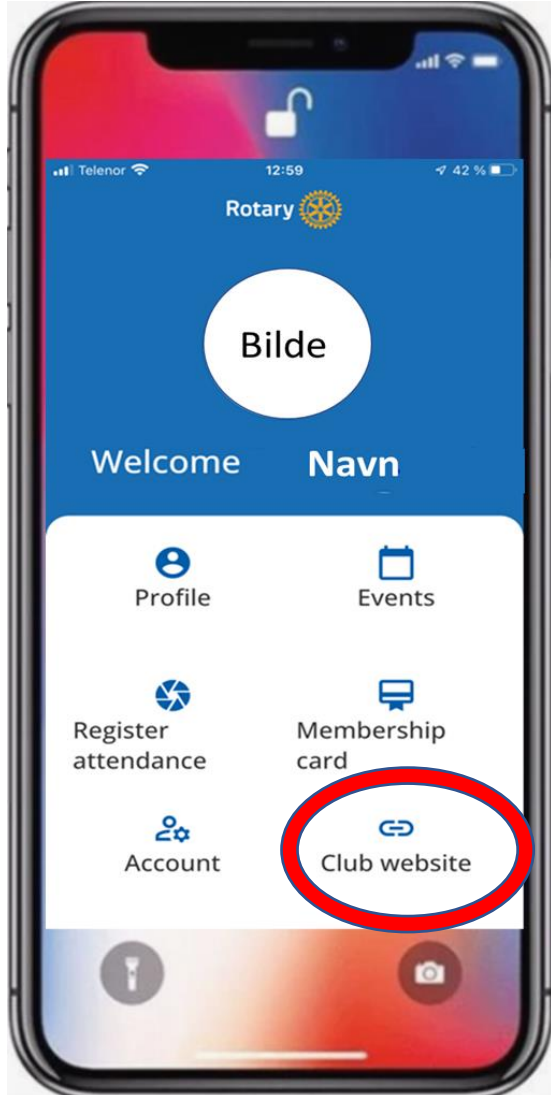 Telenor 12:59 42 %
Rotary
Bilde
Welcome Navn
Profile Events
Register attendance
Membership card
Account Club website